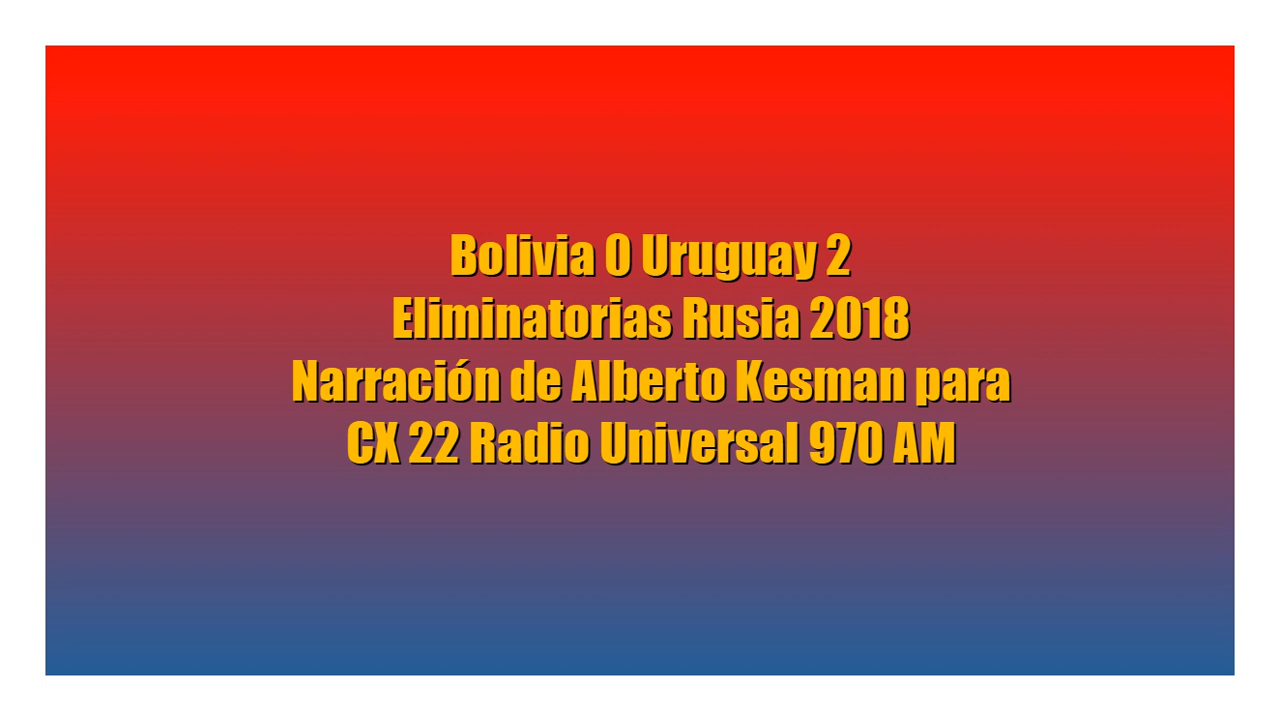 Bolivia 0 Uruguay 2
Eliminatorias Rusia 2018
Narración de Alberto Kesman para
CX 22 Radio Universal 970 AM